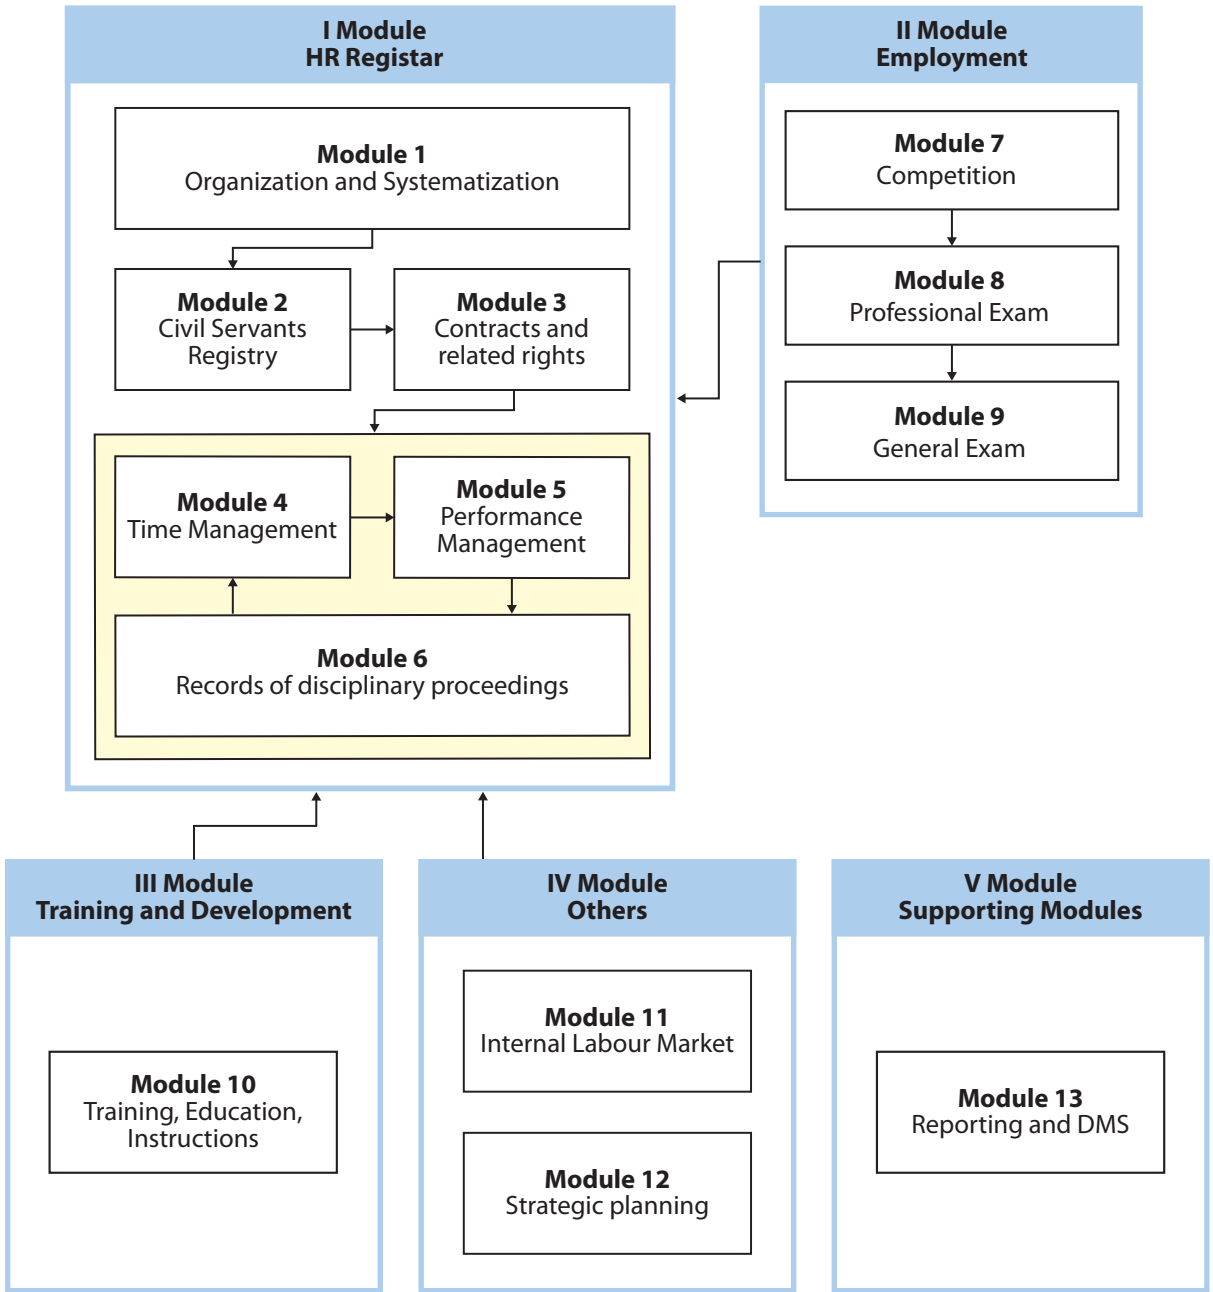 I Module
HR Registar
Module 1
Organization and Systematization
Module 2
Civil Servants
Registry
Module 3
Contracts and
related rights
Module 4
Time Management
Module 5
Performance
Management
Module 6
Records of disciplinary proceedings
II Module
Employment
Module 7
Competition
Module 8
Professional Exam
Module 9
General Exam
III Module
Training and Development
Module 10
Training, Education,
Instructions
IV Module
Others
Module 11
Internal Labour Market
Module 12
Strategic planning
V Module
Supporting Modules
Module 13
Reporting and DMS